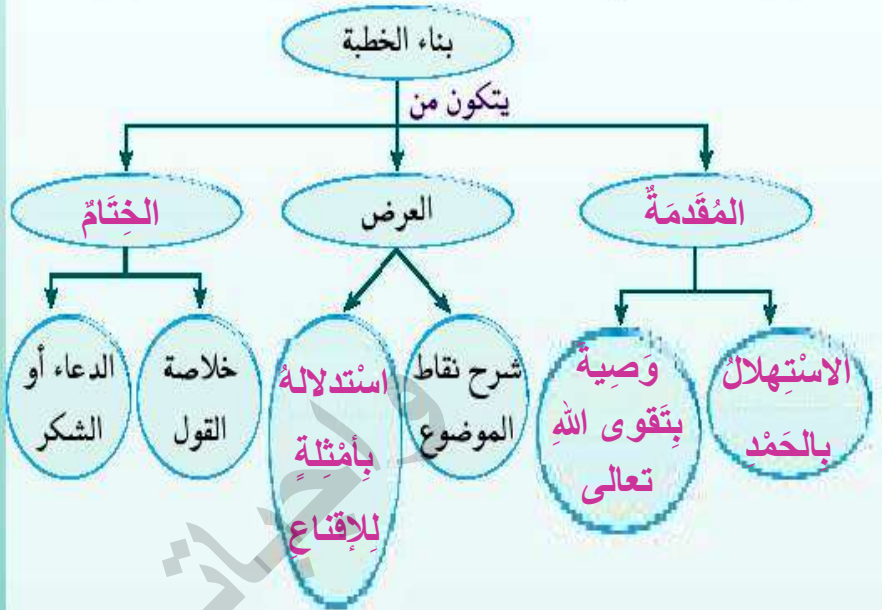 بناء الخطبة
يتكون من
المُقَدمَةٌ
العرض
الخِتَامٌ
الاسْتِهلالُ
بالحَمْدِ
وَصِيةٌ
بِتَقوى اللهِ
تعالى
شرح نقاط
الموضوع
اسْتدلالهُ
بِأمْثِلةٍ
لِلإقناعِ
خلاصة
القول
الدعاء أو
الشكر